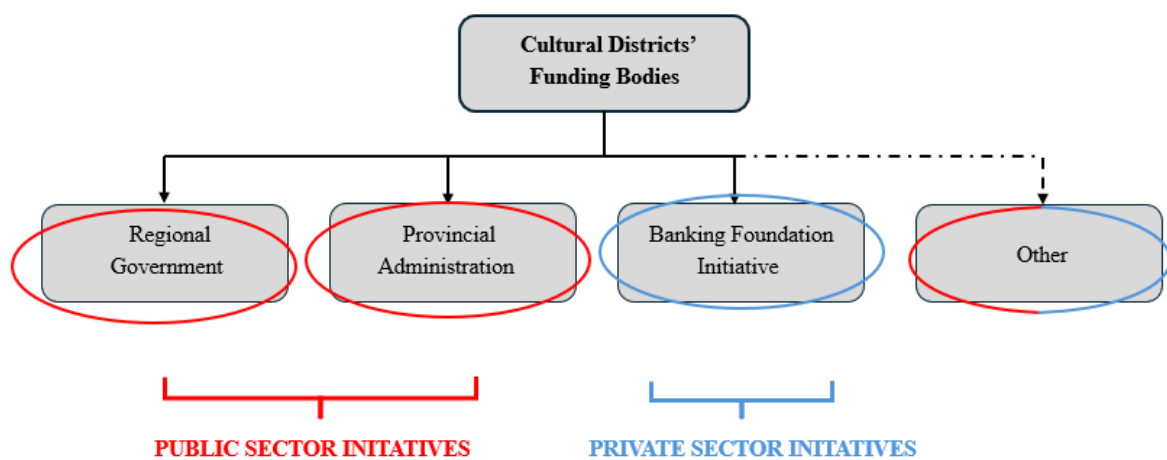 Cultural Districts’
Funding Bodies
Regional
Government
Provincial
Administration
Banking Foundation
Initiative
Other
PUBLIC SECTOR INITATIVES
PRIVATE SECTOR INITATIVES